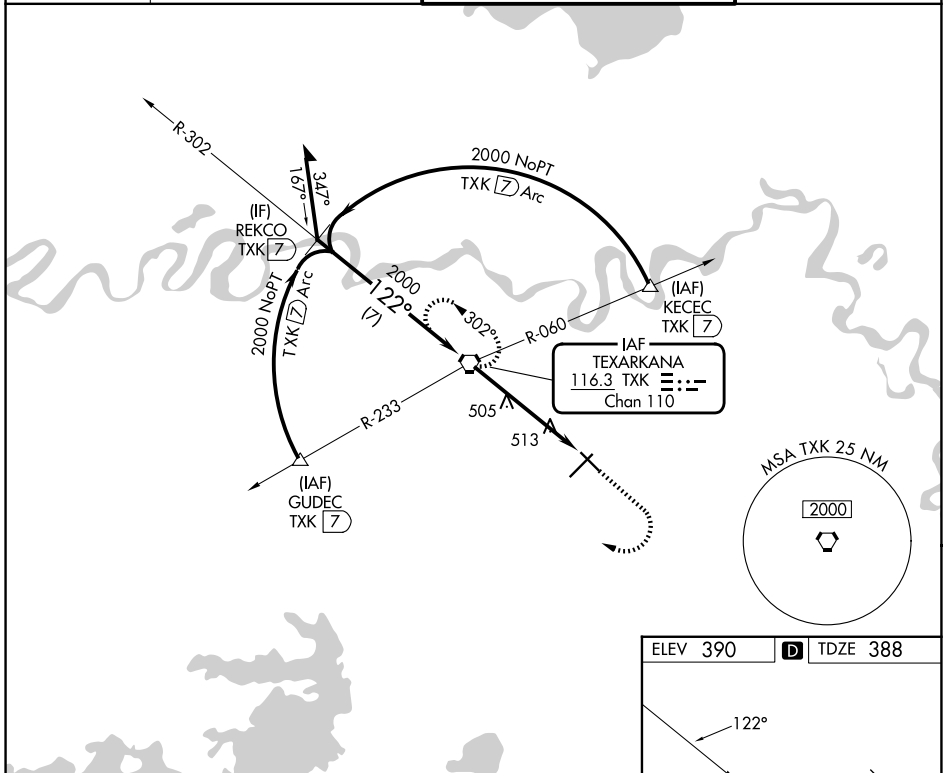 R-302
2000 NoPT
TXK 7 Arc
347°
167°
(IF)
REKCO
TXK 7
2000 NoPT
TXK 7 Arc
2000
122°
(7)
302°
R-060
(IAF)
KECEC
TXK 7
IAF
TEXARKANA
116.3 TXK
Chan 110
505
513
R-233
(IAF)
GUDEC
TXK 7
MSA TXK 25 NM
2000
ELEV 390 D TDZE 388
122°